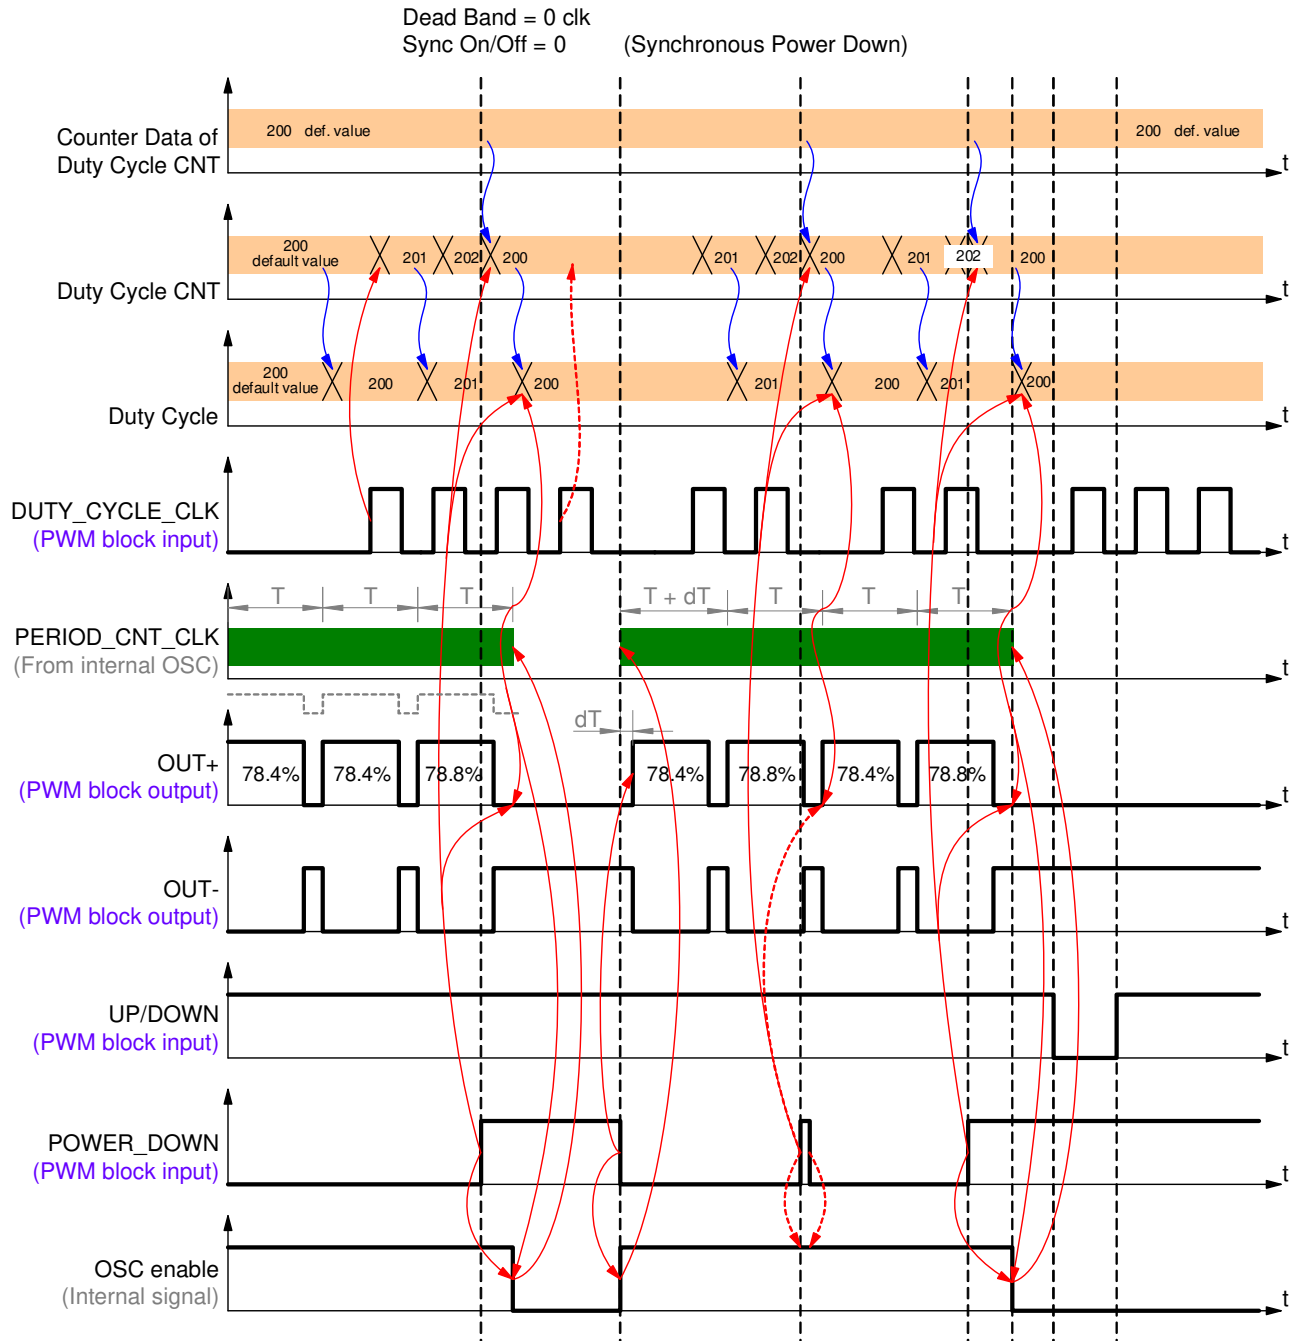 Dead Band = 0 clk
Sync On/Off = 0 (Synchronous Power Down)
200 def. value 200 def. value
Counter Data of
Duty Cycle CNT
t
200
default value 201 202 200 201 202 200 201 202 200
Duty Cycle CNT
t
200
default value 200 201 200 201 200 201 200
Duty Cycle
t
DUTY_CYCLE_CLK
(PWM block input)
t
T T T T + dT T T T
PERIOD_CNT_CLK
(From internal OSC)
t
dT
OUT+
(PWM block output)
78.4% 78.4% 78.8% 78.4% 78.8% 78.4% 78.8%
t
OUT-
(PWM block output)
t
UP/DOWN
(PWM block input)
t
POWER_DOWN
(PWM block input)
t
OSC enable
(Internal signal)
t